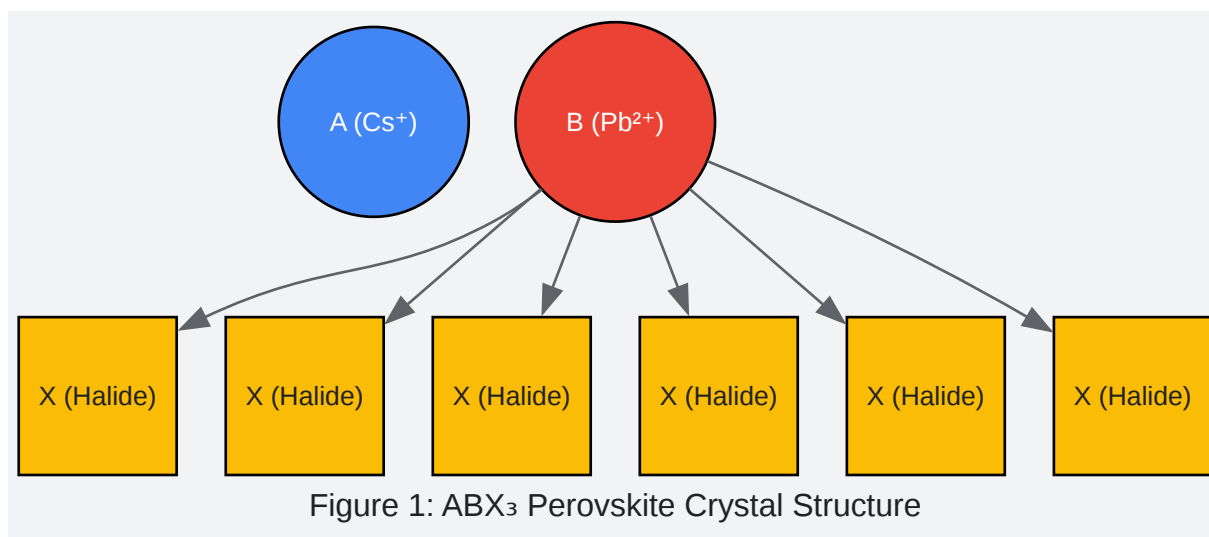 A (Cs⁺)
B (Pb²⁺)
X (Halide)
X (Halide)
X (Halide)
X (Halide)
X (Halide)
X (Halide)
Figure 1: ABX₃ Perovskite Crystal Structure